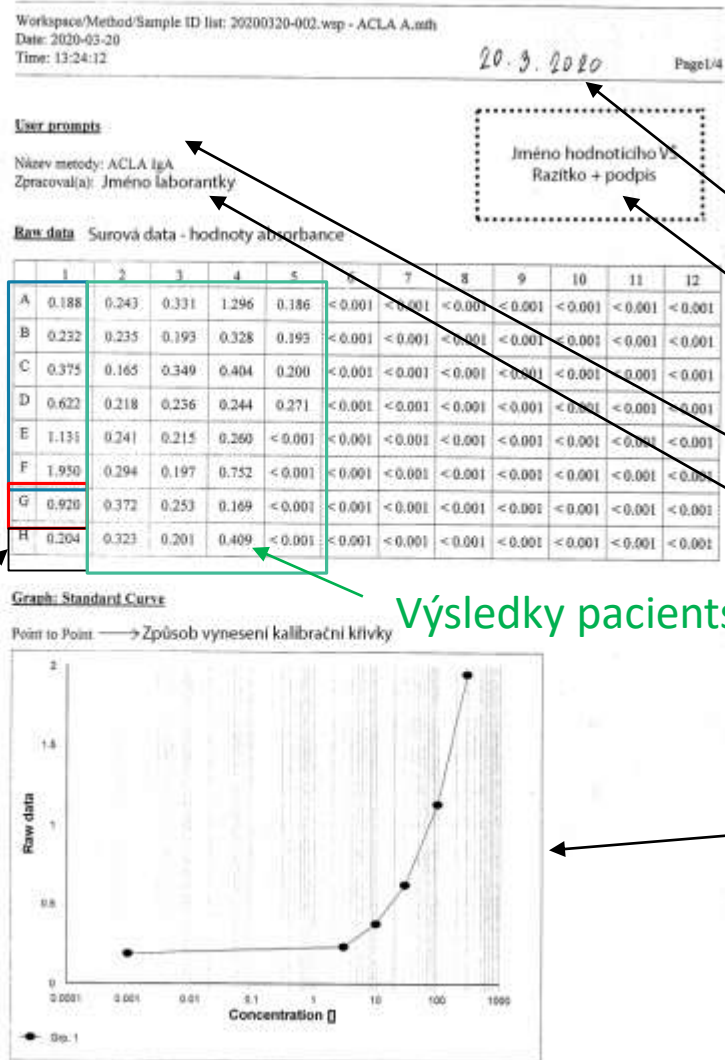 Workspace/Method/Sample ID list: 20200320-002.wsp - ACLA A.mth
Date: 2020-03-20
Time: 13:24:12
20.3.2020
Page1/4
User prompts
Název metody: ACLA IgA
Zpracoval(a): Jméno laborantky
Jméno hodnotícího VŠ
Razítko + podpis
Raw data Surová data - hodnoty absorbance
1 2 3 4 5 6 7 8 9 10 11 12
A 0.188 0.243 0.331 1.296 0.186 < 0.001 < 0.001 < 0.001 < 0.001 < 0.001 < 0.001 < 0.001
B 0.232 0.235 0.193 0.328 0.193 < 0.001 < 0.001 < 0.001 < 0.001 < 0.001 < 0.001 < 0.001
C 0.375 0.165 0.349 0.404 0.200 < 0.001 < 0.001 < 0.001 < 0.001 < 0.001 < 0.001 < 0.001
D 0.622 0.218 0.236 0.244 0.271 < 0.001 < 0.001 < 0.001 < 0.001 < 0.001 < 0.001 < 0.001
E 1.131 0.241 0.215 0.260 < 0.001 < 0.001 < 0.001 < 0.001 < 0.001 < 0.001 < 0.001 < 0.001
F 1.950 0.294 0.197 0.752 < 0.001 < 0.001 < 0.001 < 0.001 < 0.001 < 0.001 < 0.001 < 0.001
G 0.920 0.372 0.253 0.169 < 0.001 < 0.001 < 0.001 < 0.001 < 0.001 < 0.001 < 0.001 < 0.001
H 0.204 0.323 0.201 0.409 < 0.001 < 0.001 < 0.001 < 0.001 < 0.001 < 0.001 < 0.001 < 0.001
Výsledky pacients
Graph: Standard Curve
Point to Point Způsob vynesení kalibrační křivky
2
1.5
1
0.5
0
Raw data
0.0001 0.001 0.01 0.1 1 10 100 1000
Concentration []
Grp. 1